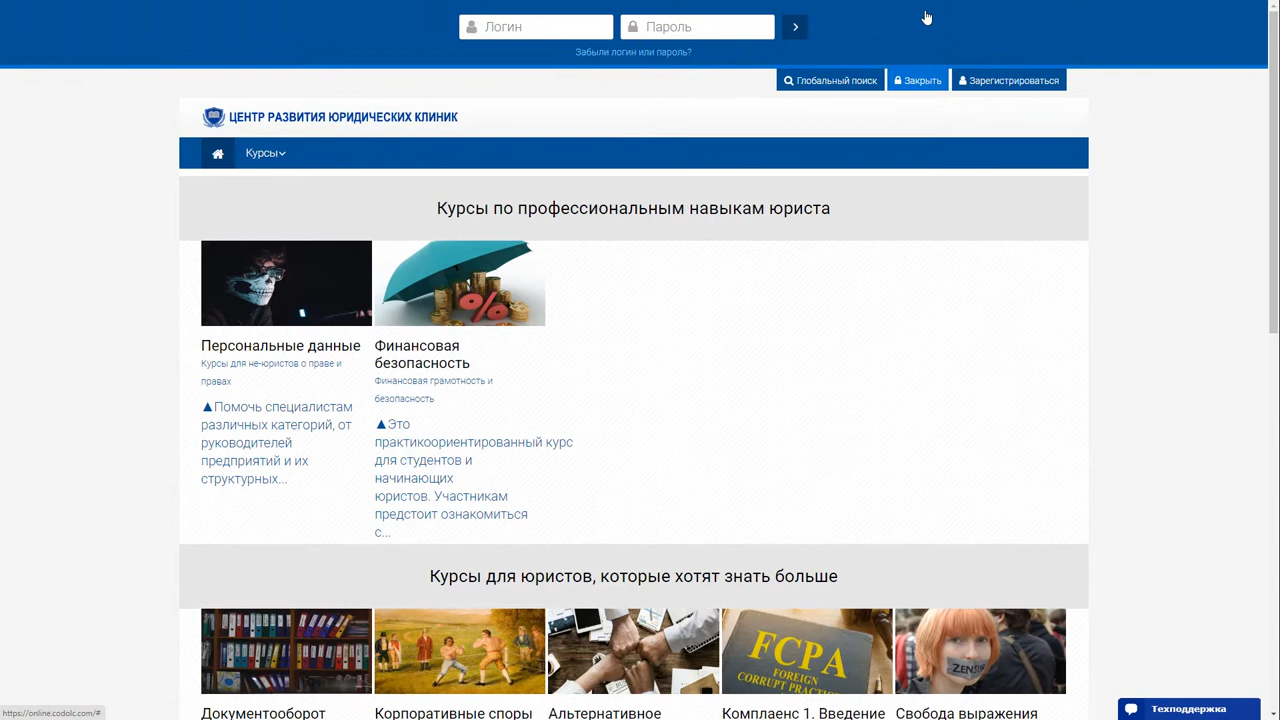 Логин
Пароль
Забыли логин или пароль?
Глобальный поиск
Закрыть
Зарегистрироваться
ЦЕНТР РАЗВИТИЯ ЮРИДИЧЕСКИХ КЛИНИК
Курсы
Курсы по профессиональным навыкам юриста
Персональные данные
Курсы для не-юристов о праве и
правах
▲Помочь специалистам
различных категорий, от
руководителей
предприятий и их
структурных...
Финансовая
безопасность
Финансовая грамотность и
безопасность
▲Это
практикоориентированный курс
для студентов и
начинающих
юристов. Участникам
предстоит ознакомиться
с...
Курсы для юристов, которые хотят знать больше
FCPA
FOREIGN
CORRUPT PRACTIC
ZENSU
Документооборот
Корпоративные споры
Альтернативное
Комплаенс 1. Введение
Свобода выражения
https://online.codolc.com/#
Техподдержка